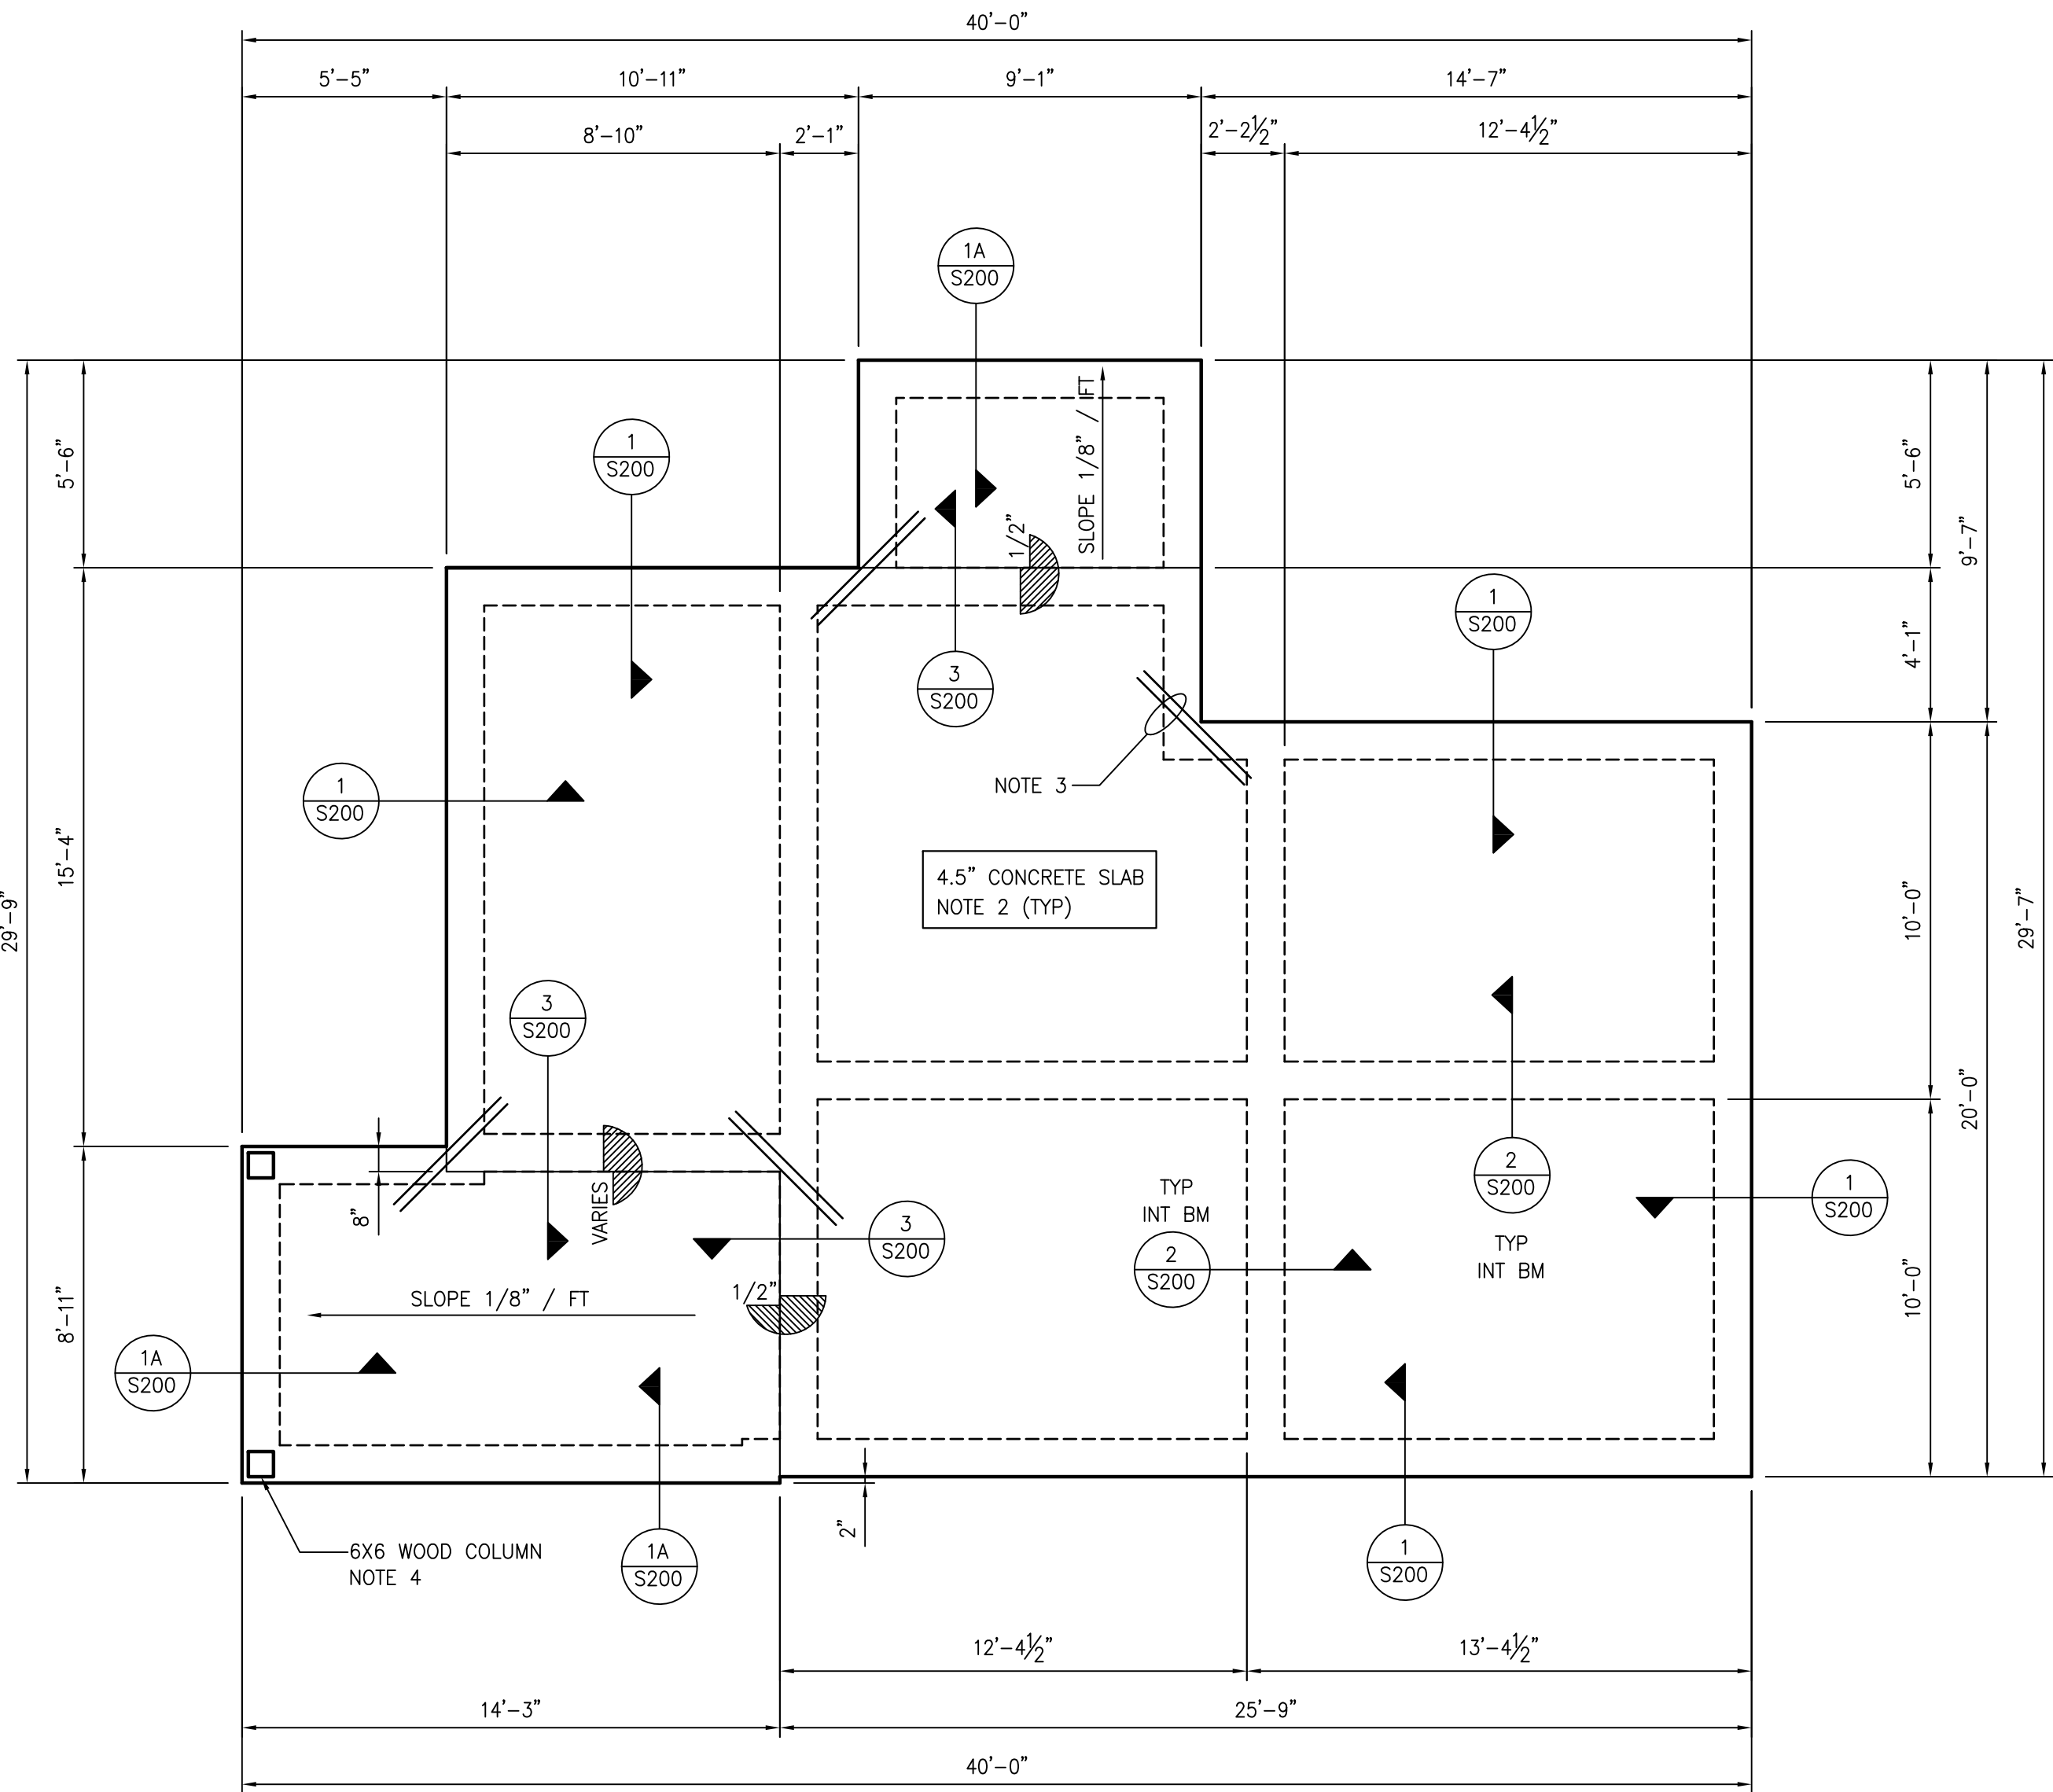 40'-0"
5'-5"
10'-11"
9'-1"
14'-7"
8'-10"
2'-1"
2'-2½"
12'-4½"
1A
S200
SLOPE 1/8" / FT
5'-6"
5'-6"
1
S200
9'-7"
1/2"
1
S200
4'-1"
3
S200
NOTE 3
1
S200
4.5" CONCRETE SLAB
NOTE 2 (TYP)
15'-4"
29'-9"
10'-0"
29'-7"
3
S200
20'-0"
2
S200
1
S200
TYP
INT BM
8"
VARIES
3
S200
TYP
INT BM
2
S200
SLOPE 1/8" / FT
1/2"
8'-11"
10'-0"
1A
S200
2"
6X6 WOOD COLUMN
NOTE 4
1A
S200
1
S200
12'-4½"
13'-4½"
14'-3"
25'-9"
40'-0"